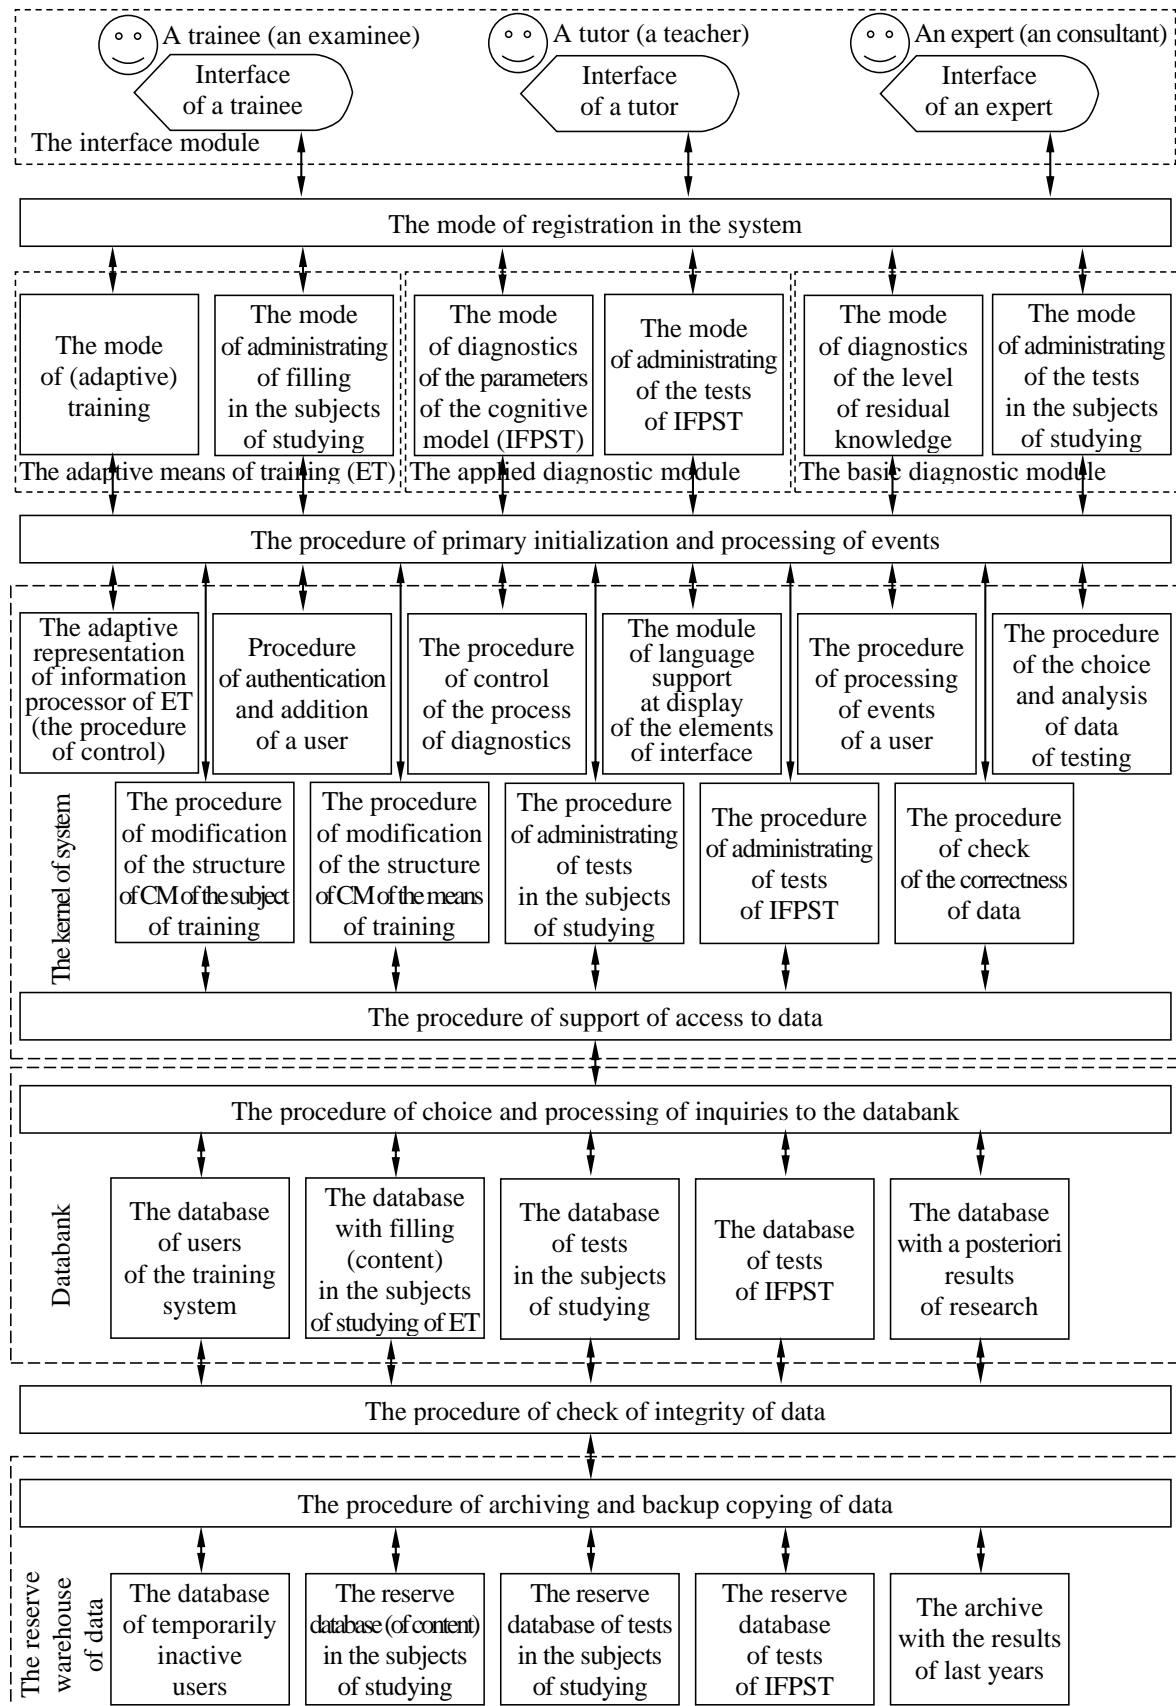 A trainee (an examinee)
Interface
of a trainee
A tutor (a teacher)
Interface
of a tutor
An expert (an consultant)
Interface
of an expert
The interface module
The mode of registration in the system
The mode
of (adaptive)
training
The mode
of administrating
of filling
in the subjects
of studying
The adaptive means of training (ET)
The mode
of diagnostics
of the parameters
of the cognitive
model (IFPST)
The mode
of administrating
of the tests
of IFPST
The applied diagnostic module
The mode
of diagnostics
of the level
of residual
knowledge
The mode
of administrating
of the tests
in the subjects
of studying
The basic diagnostic module
The procedure of primary initialization and processing of events
The adaptive
representation
of information
processor of ET
(the procedure
of control)
Procedure
of authentication
and addition
of a user
The procedure
of control
of the process
of diagnostics
The module
of language
support
at display
of the elements
of interface
The procedure
of processing
of events
of a user
The procedure
of the choice
and analysis
of data
of testing
The kernel of system
The procedure
of modification
of the structure
of CM of the subject
of training
The procedure
of modification
of the structure
of CM of the means
of training
The procedure
of administrating
of tests
in the subjects
of studying
The procedure
of administrating
of tests
of IFPST
The procedure
of check
of the correctness
of data
The procedure of support of access to data
The procedure of choice and processing of inquiries to the databank
Databank
The database
of users
of the training
system
The database
with filling
(content)
in the subjects
of studying of ET
The database
of tests
in the subjects
of studying
The database
of tests
of IFPST
The database
with a posteriori
results
of research
The procedure of check of integrity of data
The procedure of archiving and backup copying of data
The reserve
warehouse
of data
The database
of temporarily
inactive
users
The reserve
database (of content)
in the subjects
of studying
The reserve
database of tests
in the subjects
of studying
The reserve
database
of tests
of IFPST
The archive
with the results
of last years